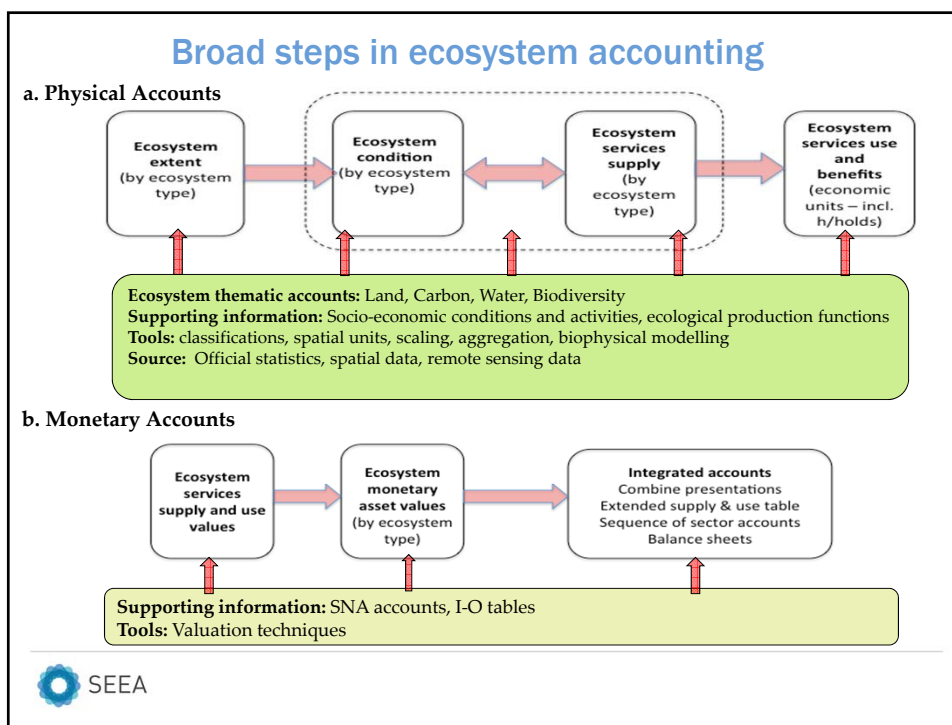 Broad steps in ecosystem accounting
a. Physical Accounts
Ecosystem
extent
(by ecosystem
type)
Ecosystem
condition
(by ecosystem
type)
Ecosystem
services
supply
(by
ecosystem
type)
Ecosystem
services use
and
benefits
(economic
units – incl.
h/holds)
Ecosystem thematic accounts: Land, Carbon, Water, Biodiversity
Supporting information: Socio-economic conditions and activities, ecological production functions
Tools: classifications, spatial units, scaling, aggregation, biophysical modelling
Source: Official statistics, spatial data, remote sensing data
b. Monetary Accounts
Ecosystem
services
supply and use
values
Ecosystem
monetary
asset values
(by ecosystem
type)
Integrated accounts
Combine presentations
Extended supply & use table
Sequence of sector accounts
Balance sheets
Supporting information: SNA accounts, I-O tables
Tools: Valuation techniques
SEEA